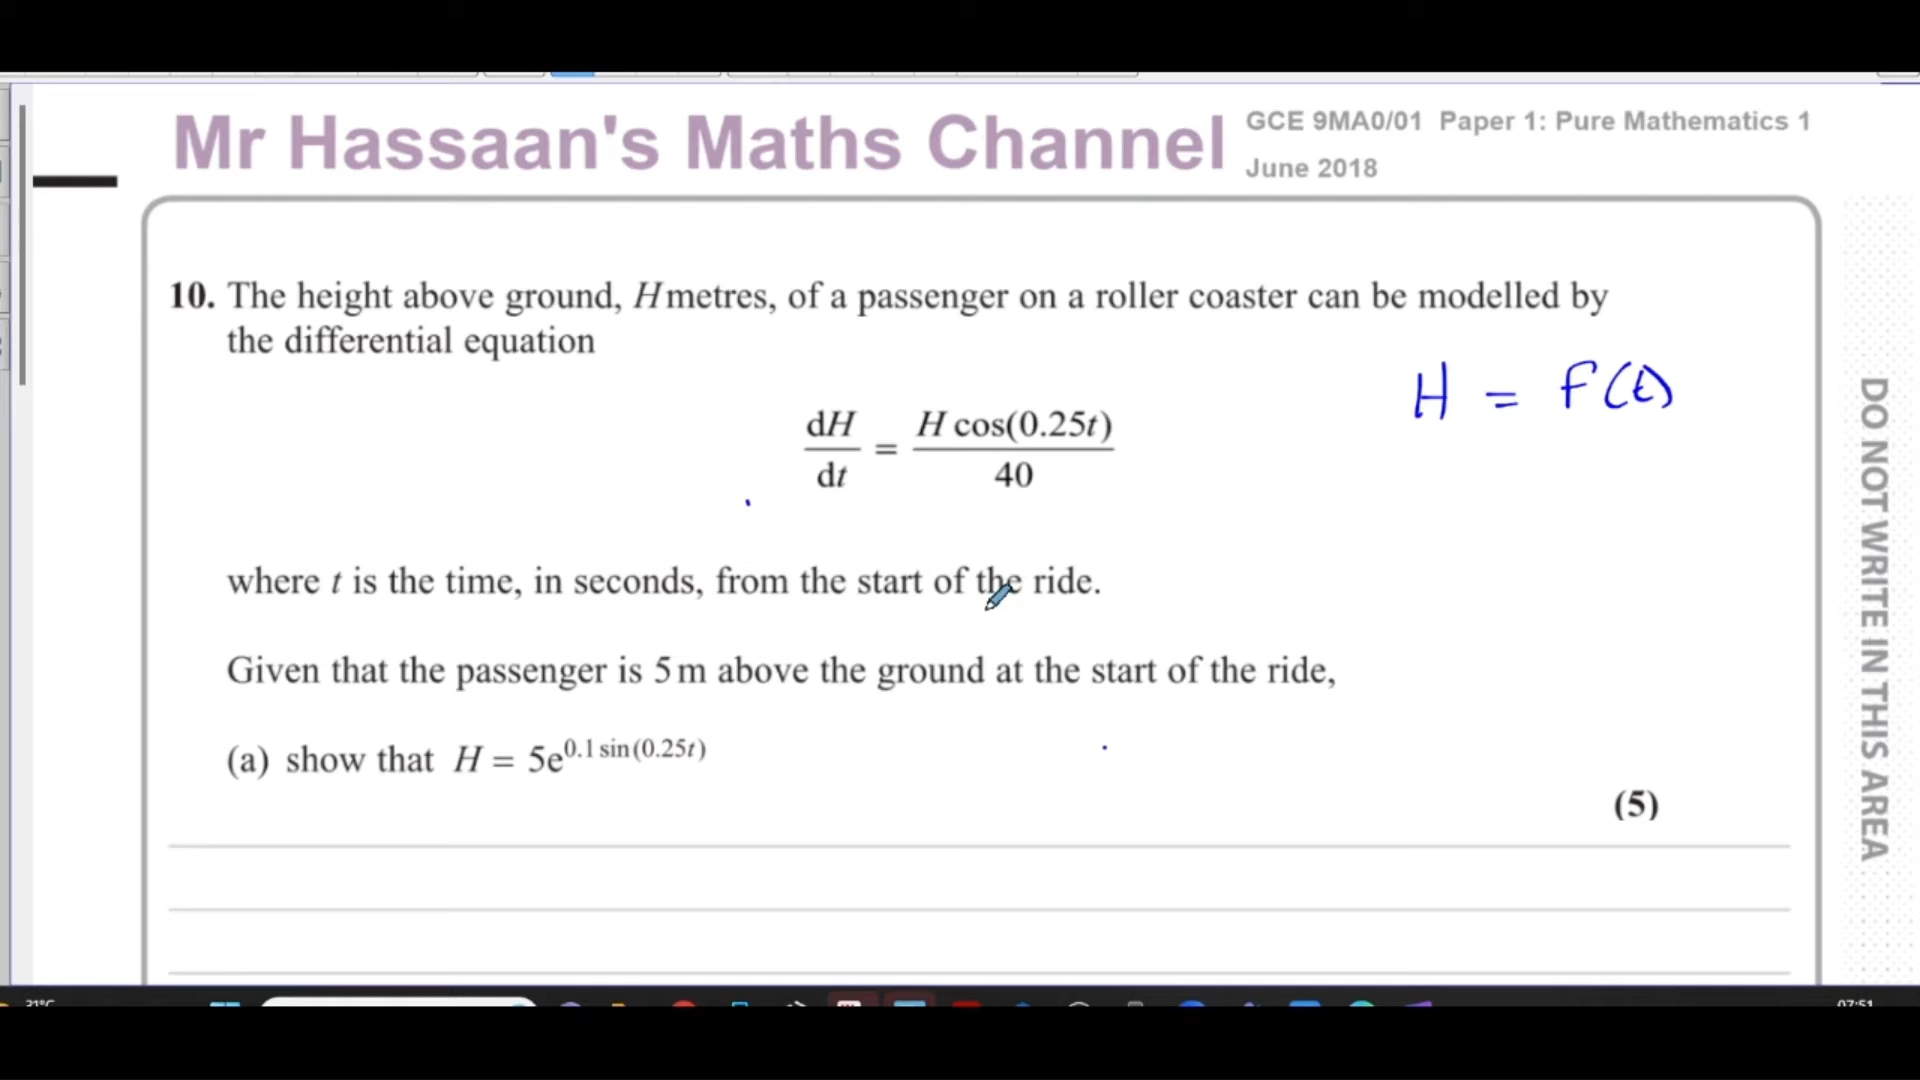 Mr Hassaan's Maths Channel
GCE 9MA0/01 Paper 1: Pure Mathematics 1
June 2018
10. The height above ground, H metres, of a passenger on a roller coaster can be modelled by
the differential equation
H = F(t)
dH/dt = H cos(0.25t)/40
where t is the time, in seconds, from the start of the ride.
Given that the passenger is 5 m above the ground at the start of the ride,
(a) show that H = 5e^0.1 sin(0.25t)
(5)
DO NOT WRITE IN THIS AREA
31°C
07:51